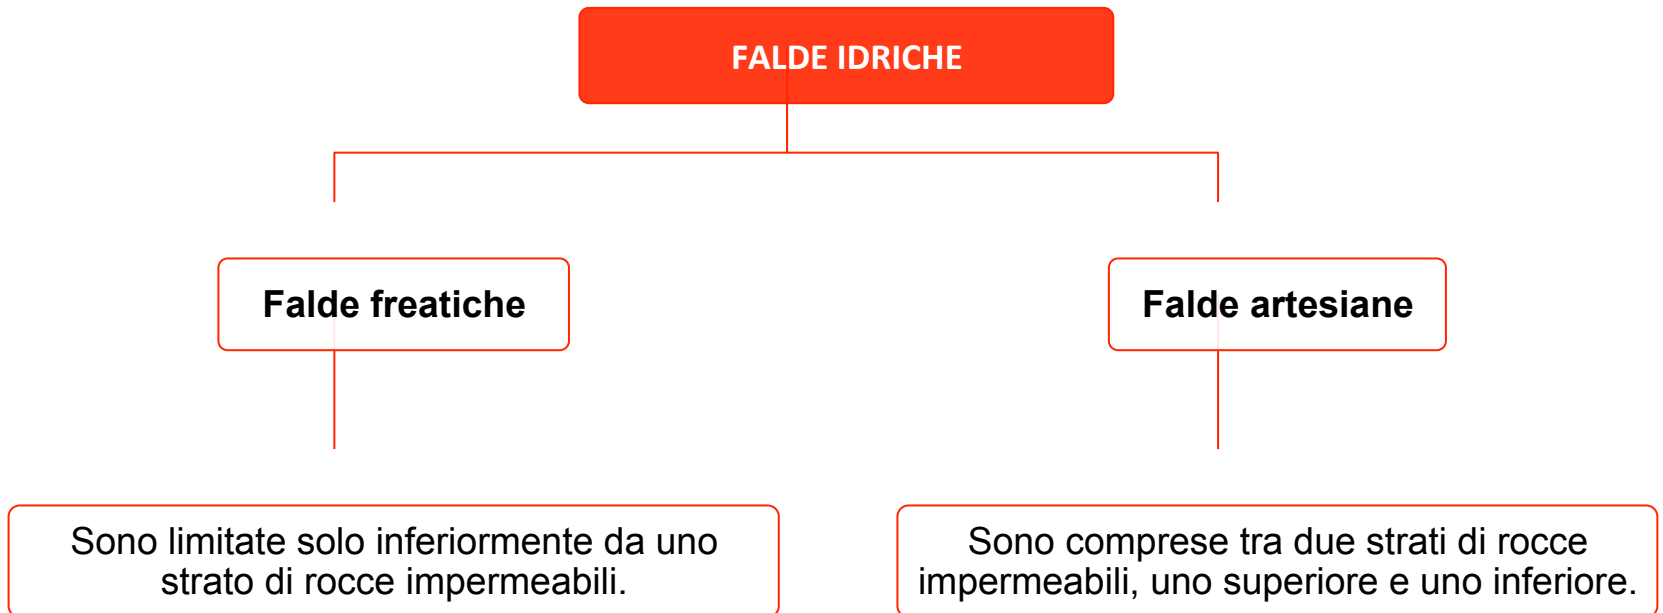 FALDE IDRICHE
Falde freatiche
Falde artesiane
Sono limitate solo inferiormente da uno
strato di rocce impermeabili.
Sono comprese tra due strati di rocce
impermeabili, uno superiore e uno inferiore.